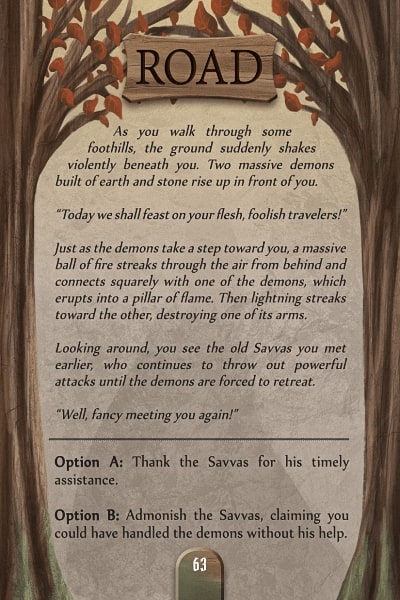 ROAD
As you walk through some
foothills, the ground suddenly shakes
violently beneath you. Two massive demons
built of earth and stone rise up in front of you.
“Today we shall feast on your flesh, foolish travelers!”
Just as the demons take a step toward you, a massive
ball of fire streaks through the air from behind and
connects squarely with one of the demons, which
erupts into a pillar of flame. Then lightning streaks
toward the other, destroying one of its arms.
Looking around, you see the old Savvas you met
earlier, who continues to throw out powerful
attacks until the demons are forced to retreat.
“Well, fancy meeting you again!”
Option A: Thank the Savvas for his timely
assistance.
Option B: Admonish the Savvas, claiming you
could have handled the demons without his help.
63